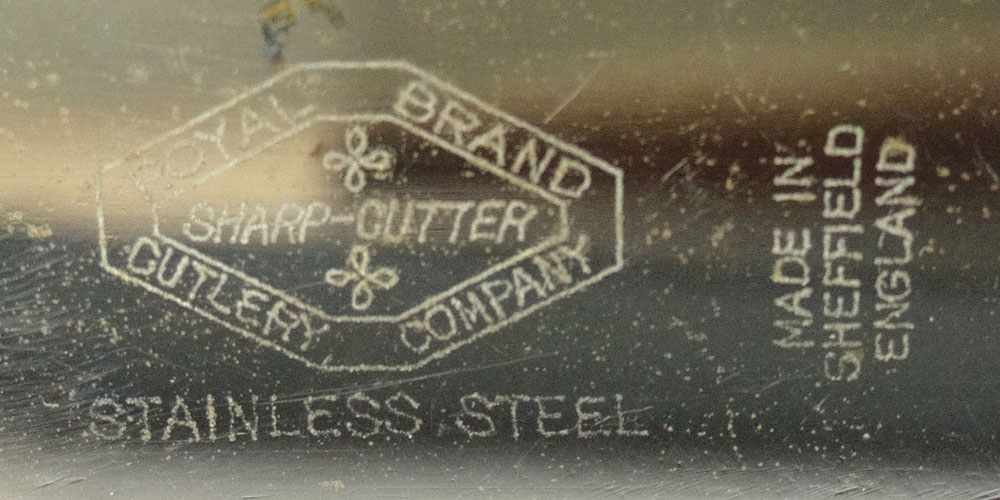 ROYAL BRAND
SHARP-CUTTER
CUTLERY COMPANY
STAINLESS STEEL
MADE IN
SHEFFIELD
ENGLAND